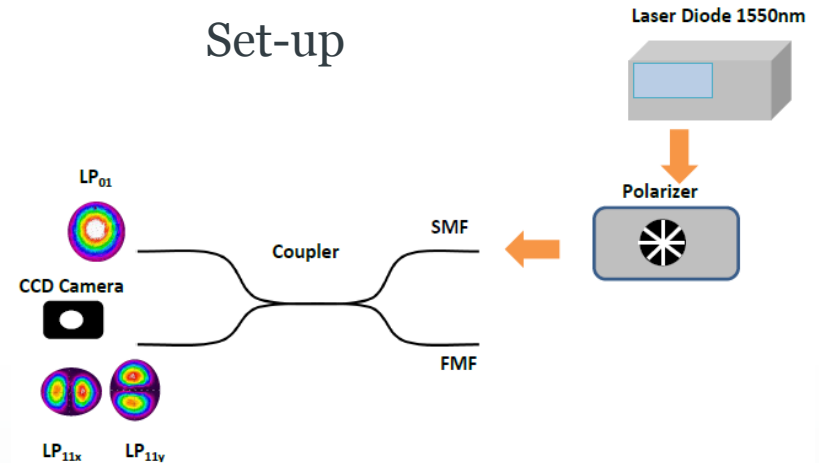 Set-up
Laser Diode 1550nm
Polarizer
LP01
SMF
Coupler
CCD Camera
FMF
LP11x
LP11y